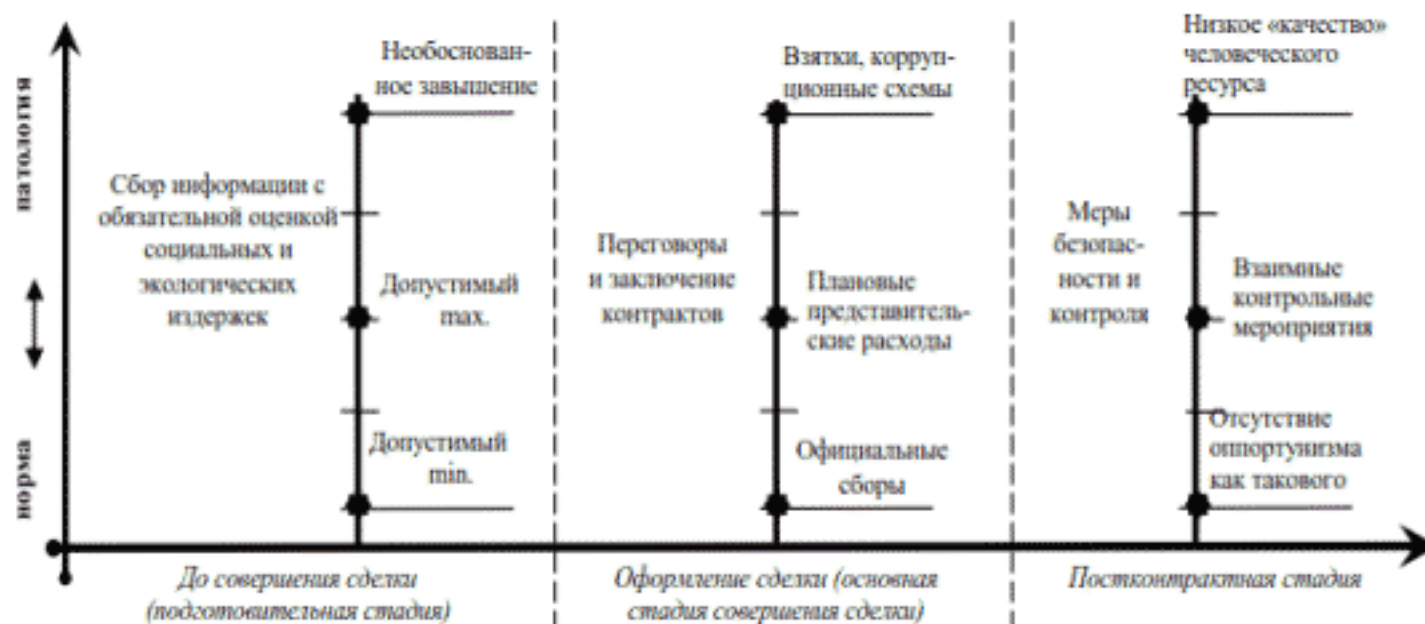 патология
норма
Необоснован-
ное завышение
Сбор информации с
обязательной оценкой
социальных и
экологических
издержек
Допустимый
max.
Допустимый
min.
До совершения сделки
(подготовительная стадия)
Взятки, корруп-
ционные схемы
Переговоры
и заключение
контрактов
Плановые
представитель-
ские расходы
Официальные
сборы
Оформление сделки (основная
стадия совершения сделки)
Низкое «качество»
человеческого
ресурса
Меры
безопас-
ности и
контроля
Взаимные
контрольные
мероприятия
Отсутствие
оппортунизма
как такового
Постконтрактная стадия